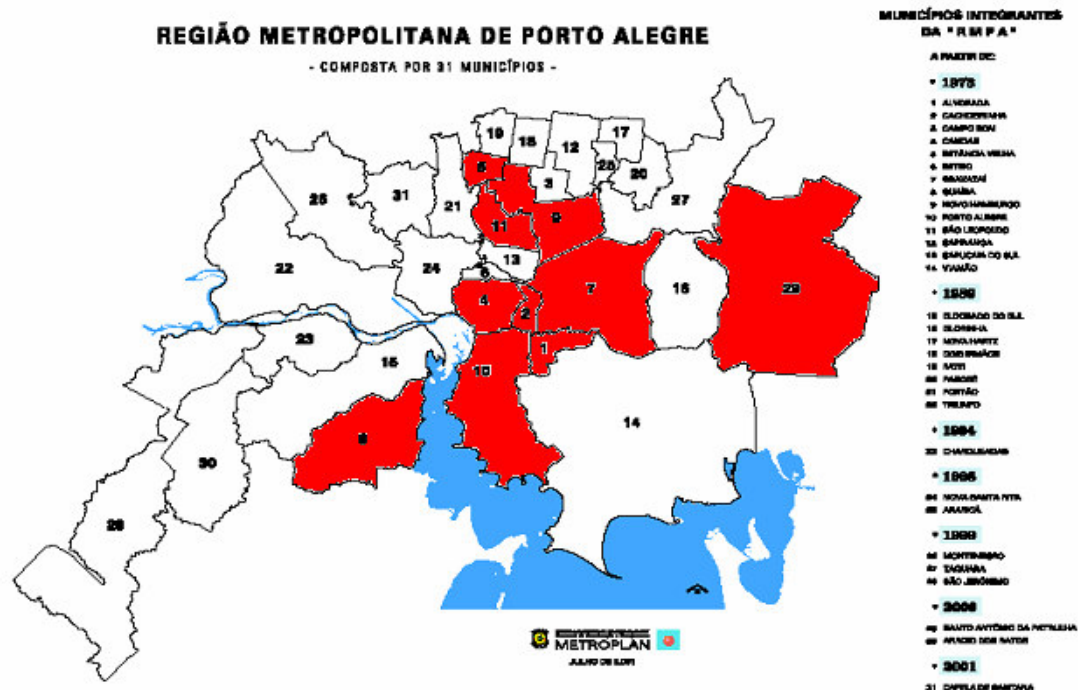 REGIÃO METROPOLITANA DE PORTO ALEGRE
- COMPOSTA POR 31 MUNICÍPIOS -
19
18
12
17
5
3
25
20
26
31
21
27
11
9
22
24
13
6
4
2
7
16
29
23
15
1
10
14
8
30
28
METROPLAN
JULHO DE
MUNICÍPIOS INTEGRANTES
DA "R M P A"
A PARTIR DE:
1973
1 ALVORADA
2 CACHOEIRINHA
3 CAMPO BOM
4 CANOAS
5 ESTÂNCIA VELHA
6 ESTEIO
7 GRAVATAÍ
8 GUAÍBA
9 NOVO HAMBURGO
10 PORTO ALEGRE
11 SÃO LEOPOLDO
12 SAPIRANGA
13 SAPUCAIA DO SUL
14 VIAMÃO
1989
15 ELDORADO DO SUL
16 GLORINHA
17 NOVA HARTZ
18 DOIS IRMÃOS
19 IVOTI
20 PAROBÉ
21 PORTÃO
22 TRIUNFO
1994
23 CHARQUEADAS
1998
24 NOVA SANTA RITA
25 ARARICÁ
1999
26 MONTENEGRO
27 TAQUARA
28 SÃO JERÔNIMO
29 SANTO ANTÔNIO DA PATRULHA
30 ARROIO DOS RATOS
2001
31 CAPELA DE SANTANA